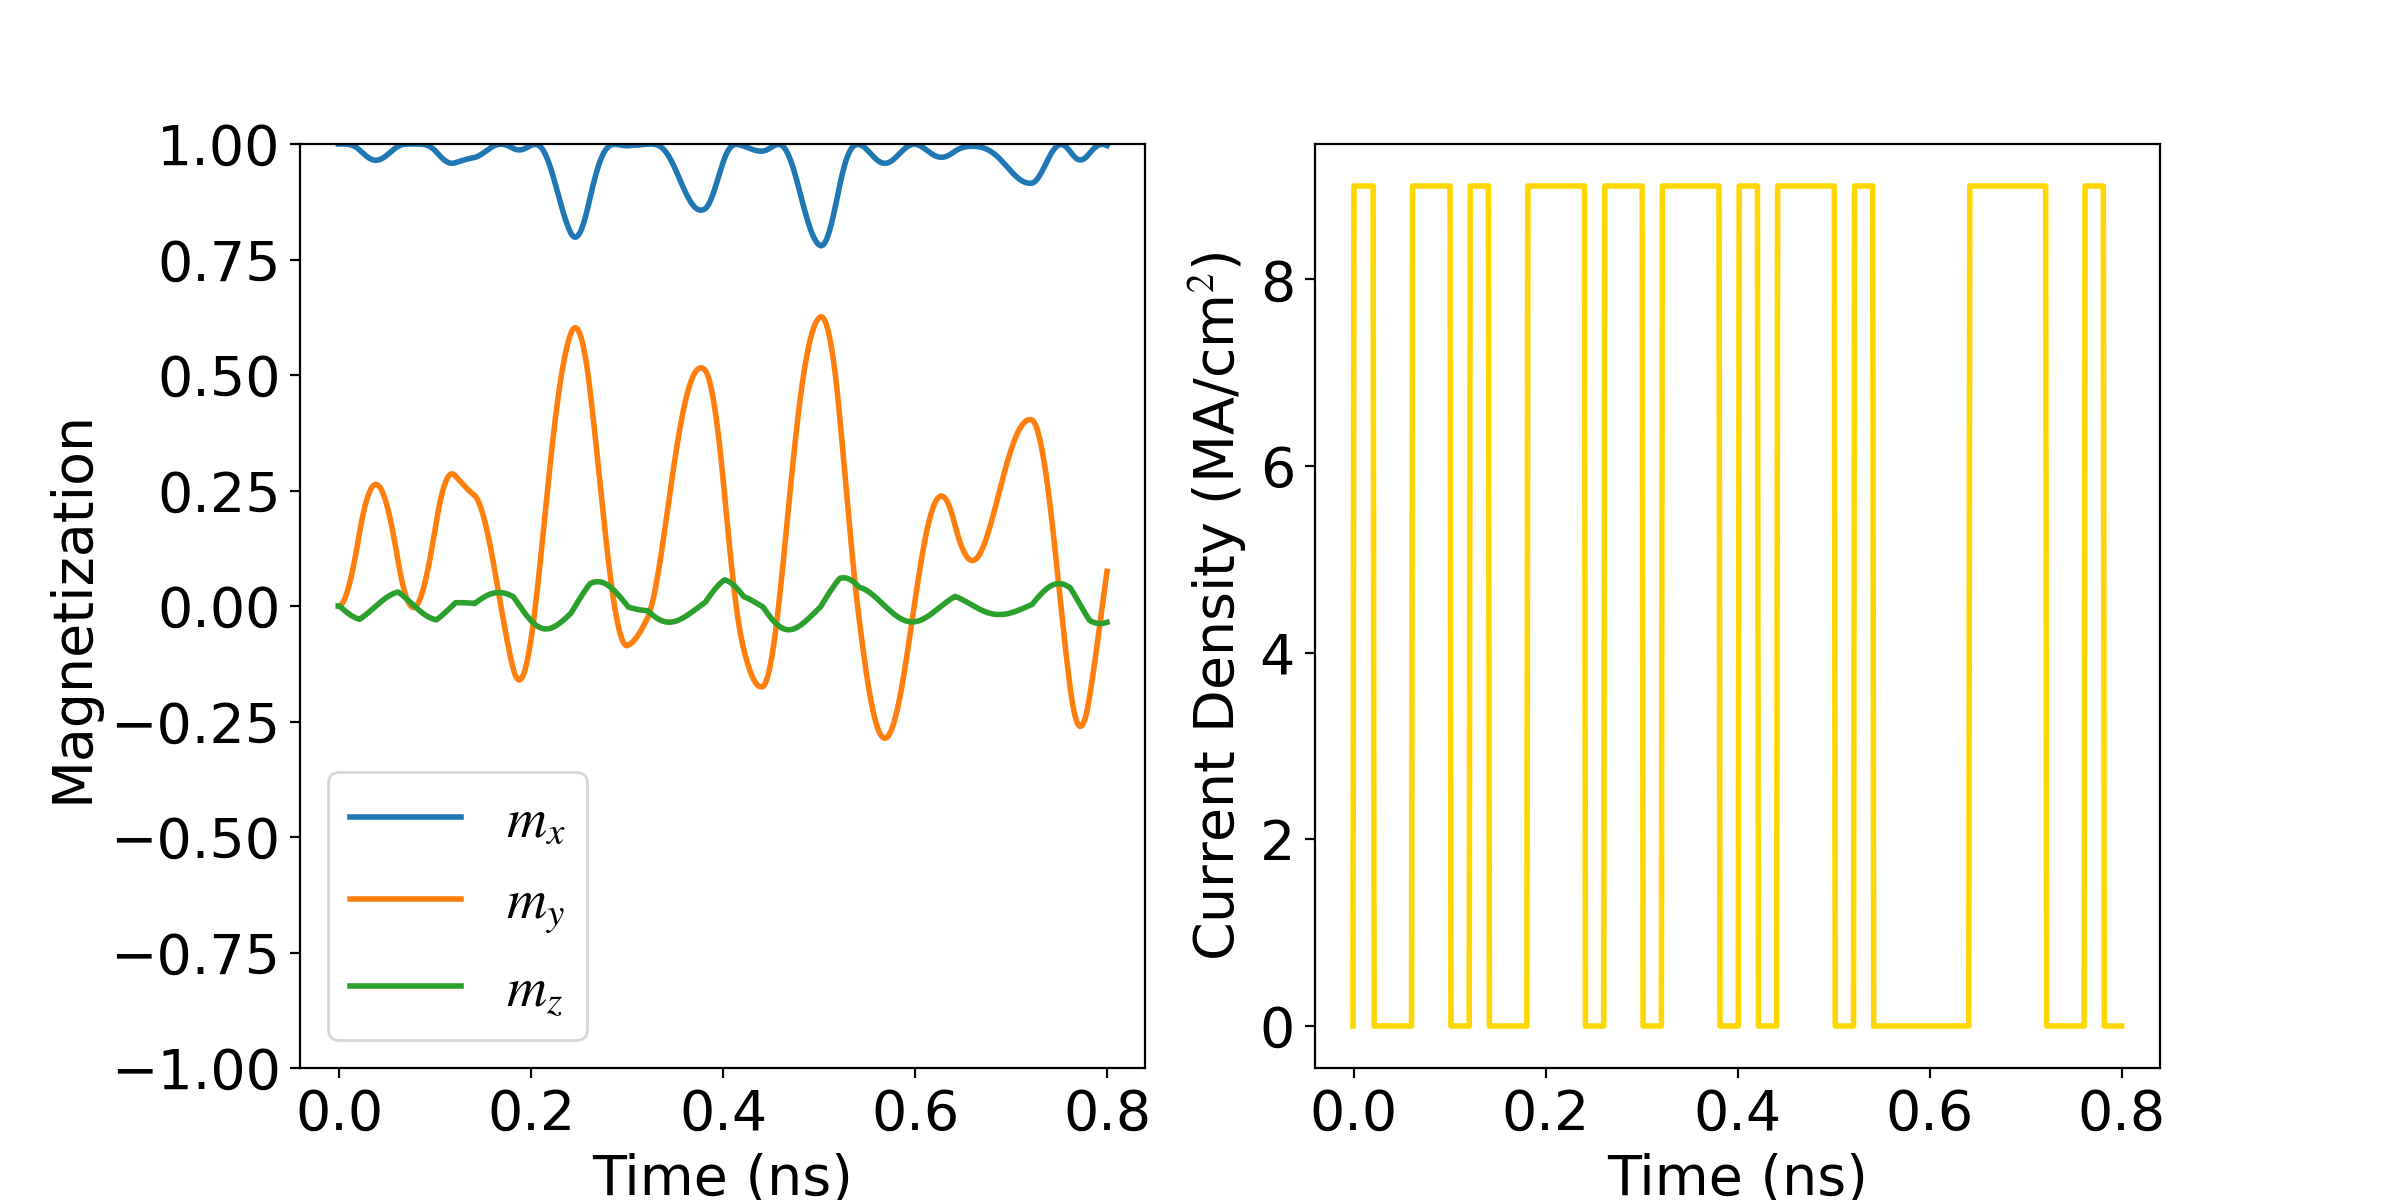 1.00
0.75
0.50
0.25
0.00
−0.25
−0.50
−0.75
−1.00
Magnetization
m_x
m_y
m_z
0.0 0.2 0.4 0.6 0.8
Time (ns)
8
6
4
2
0
Current Density (MA/cm²)
0.0 0.2 0.4 0.6 0.8
Time (ns)